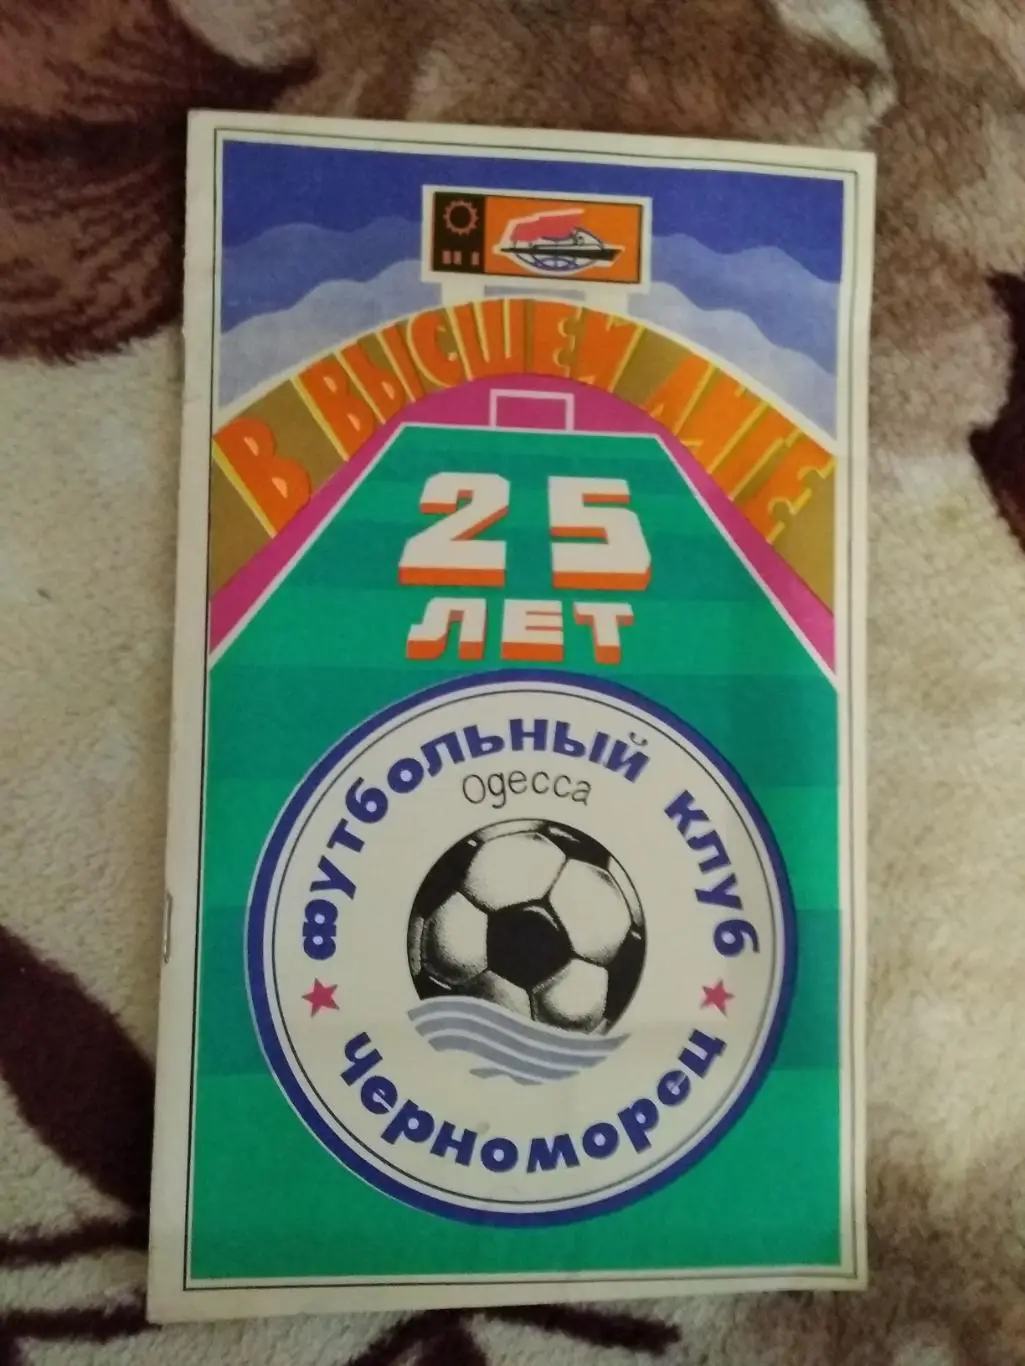 В ВЫСШЕЙ ЛИГЕ
25
ЛЕТ
ФУТБОЛЬНЫЙ КЛУБ
Одесса
★ ЧЕРНОМОРЕЦ ★